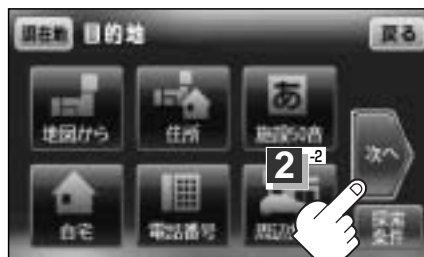 現在地 目的地 戻る
地図から 住所 施設50音
あ
次へ
2 -2
自宅 電話番号 周辺
探索
条件